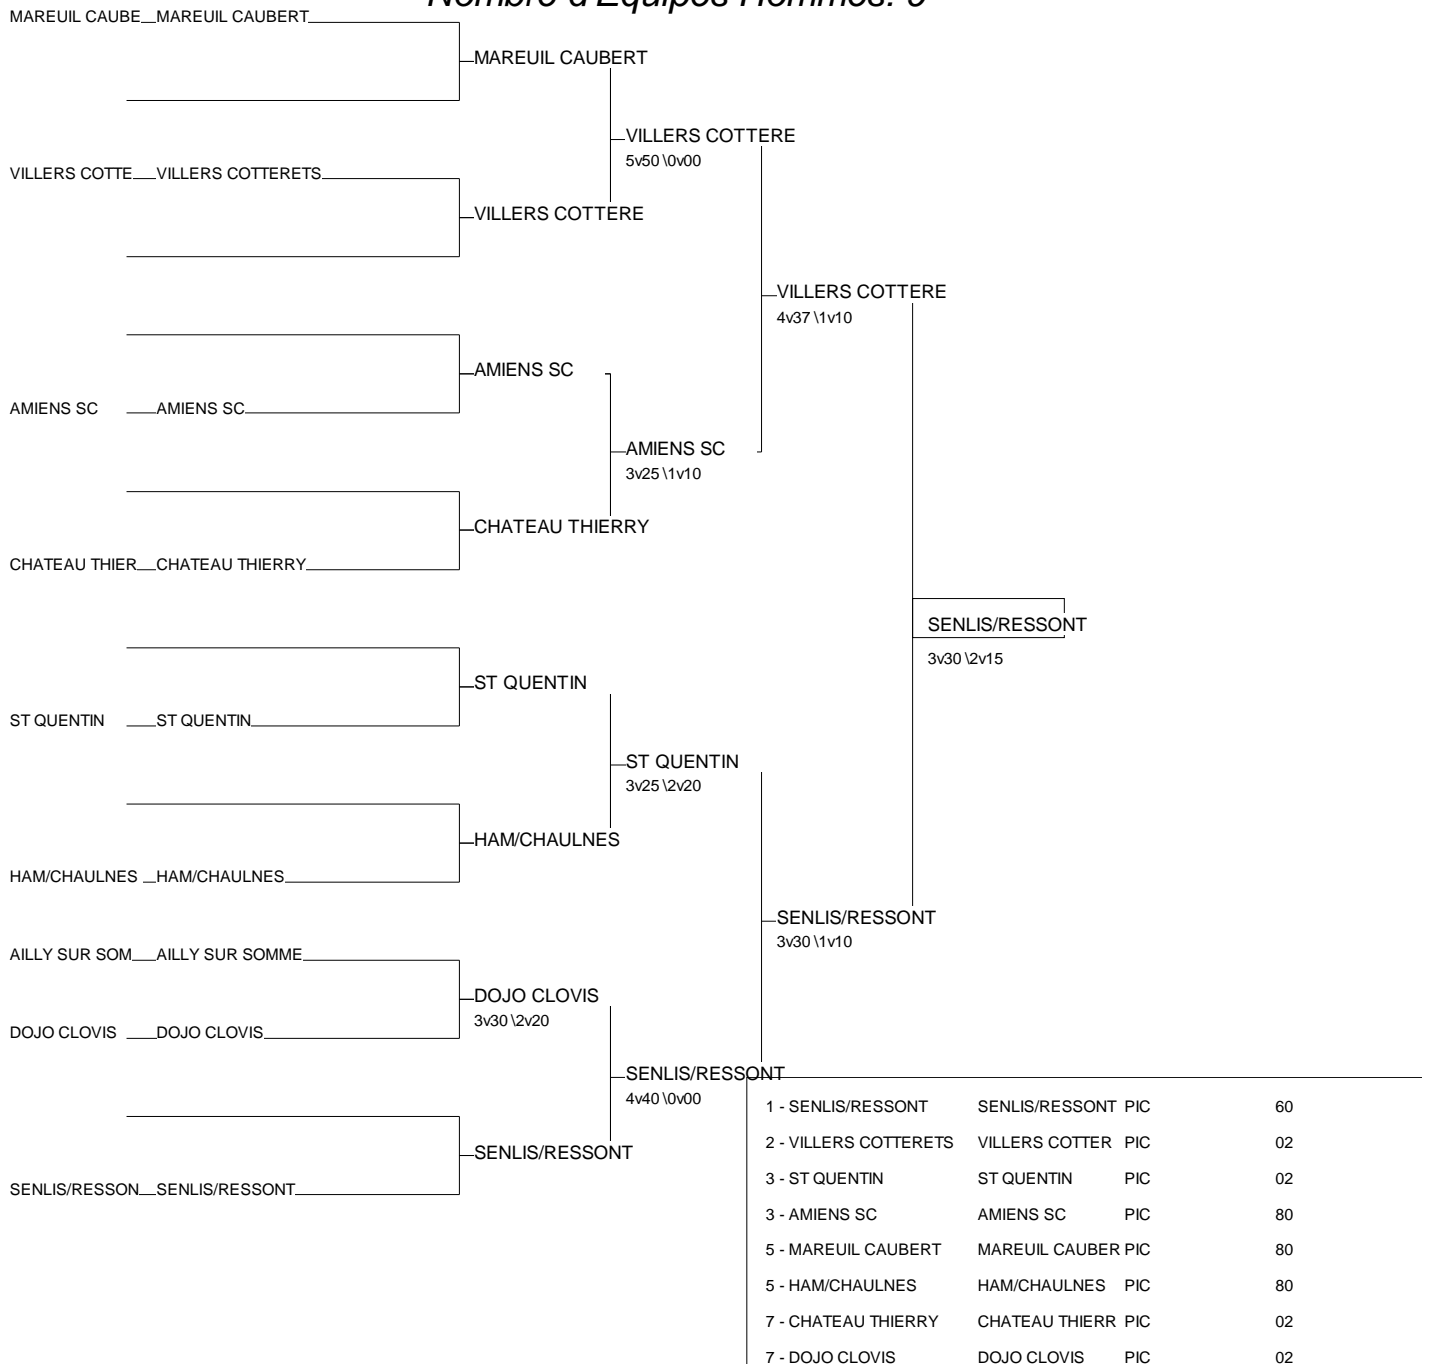 MAREUIL CAUBE MAREUIL CAUBERT
MAREUIL CAUBERT
VILLERS COTTERE
5v50 \0v00
VILLERS COTTE VILLERS COTTERETS
VILLERS COTTERE
VILLERS COTTERE
4v37 \1v10
AMIENS SC
AMIENS SC AMIENS SC
AMIENS SC
3v25 \1v10
CHATEAU THIERRY
CHATEAU THIER CHATEAU THIERRY
SENLIS/RESSONT
3v30 \2v15
ST QUENTIN
ST QUENTIN ST QUENTIN
ST QUENTIN
3v25 \2v20
HAM/CHAULNES
HAM/CHAULNES HAM/CHAULNES
SENLIS/RESSONT
3v30 \1v10
AILLY SUR SOM AILLY SUR SOMME
DOJO CLOVIS
3v30 \2v20
DOJO CLOVIS DOJO CLOVIS
SENLIS/RESSONT
4v40 \0v00
SENLIS/RESSONT
SENLIS/RESSON SENLIS/RESSONT
1 - SENLIS/RESSONT SENLIS/RESSONT PIC 60
2 - VILLERS COTTERETS VILLERS COTTER PIC 02
3 - ST QUENTIN ST QUENTIN PIC 02
3 - AMIENS SC AMIENS SC PIC 80
5 - MAREUIL CAUBERT MAREUIL CAUBER PIC 80
5 - HAM/CHAULNES HAM/CHAULNES PIC 80
7 - CHATEAU THIERRY CHATEAU THIERR PIC 02
7 - DOJO CLOVIS DOJO CLOVIS PIC 02